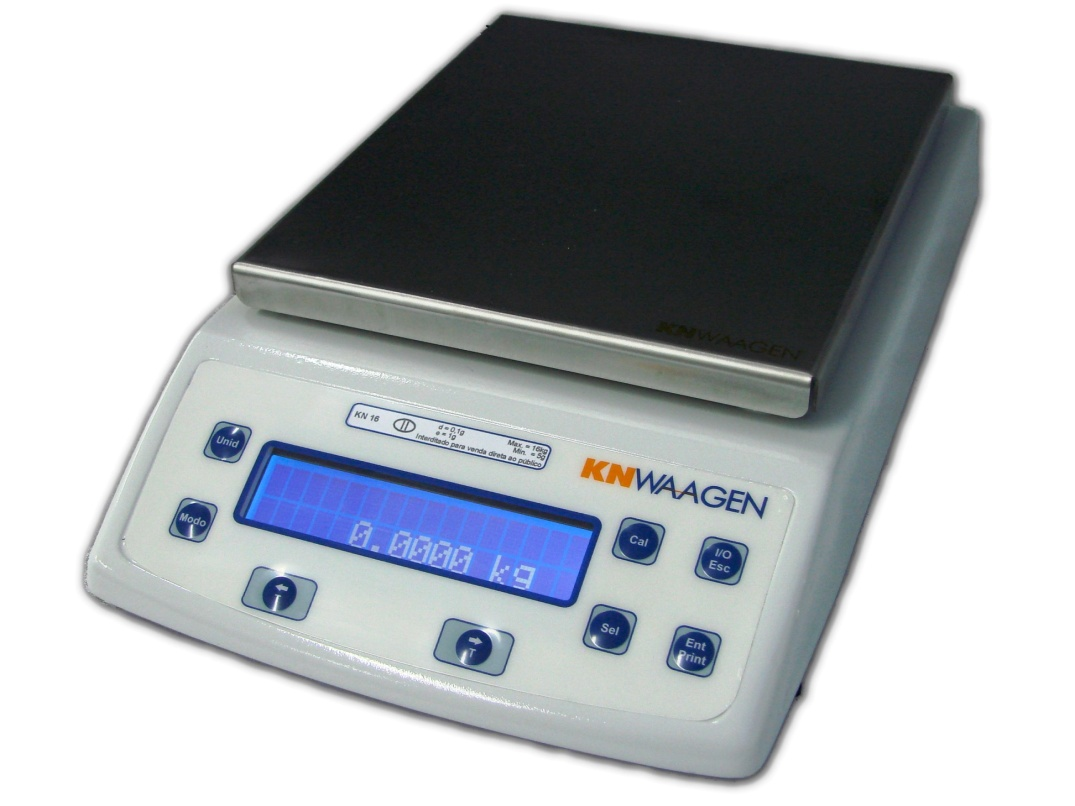 KNWAAGEN
KN 16
d = 0,1g
e = 1g
Max. = 16kg
Min. = 5g
Interditado para venda direta ao público
KNWAAGEN
Unid
Modo
0.0000 kg
Cal
I/O
Esc
T
T
Sel
Ent
Print